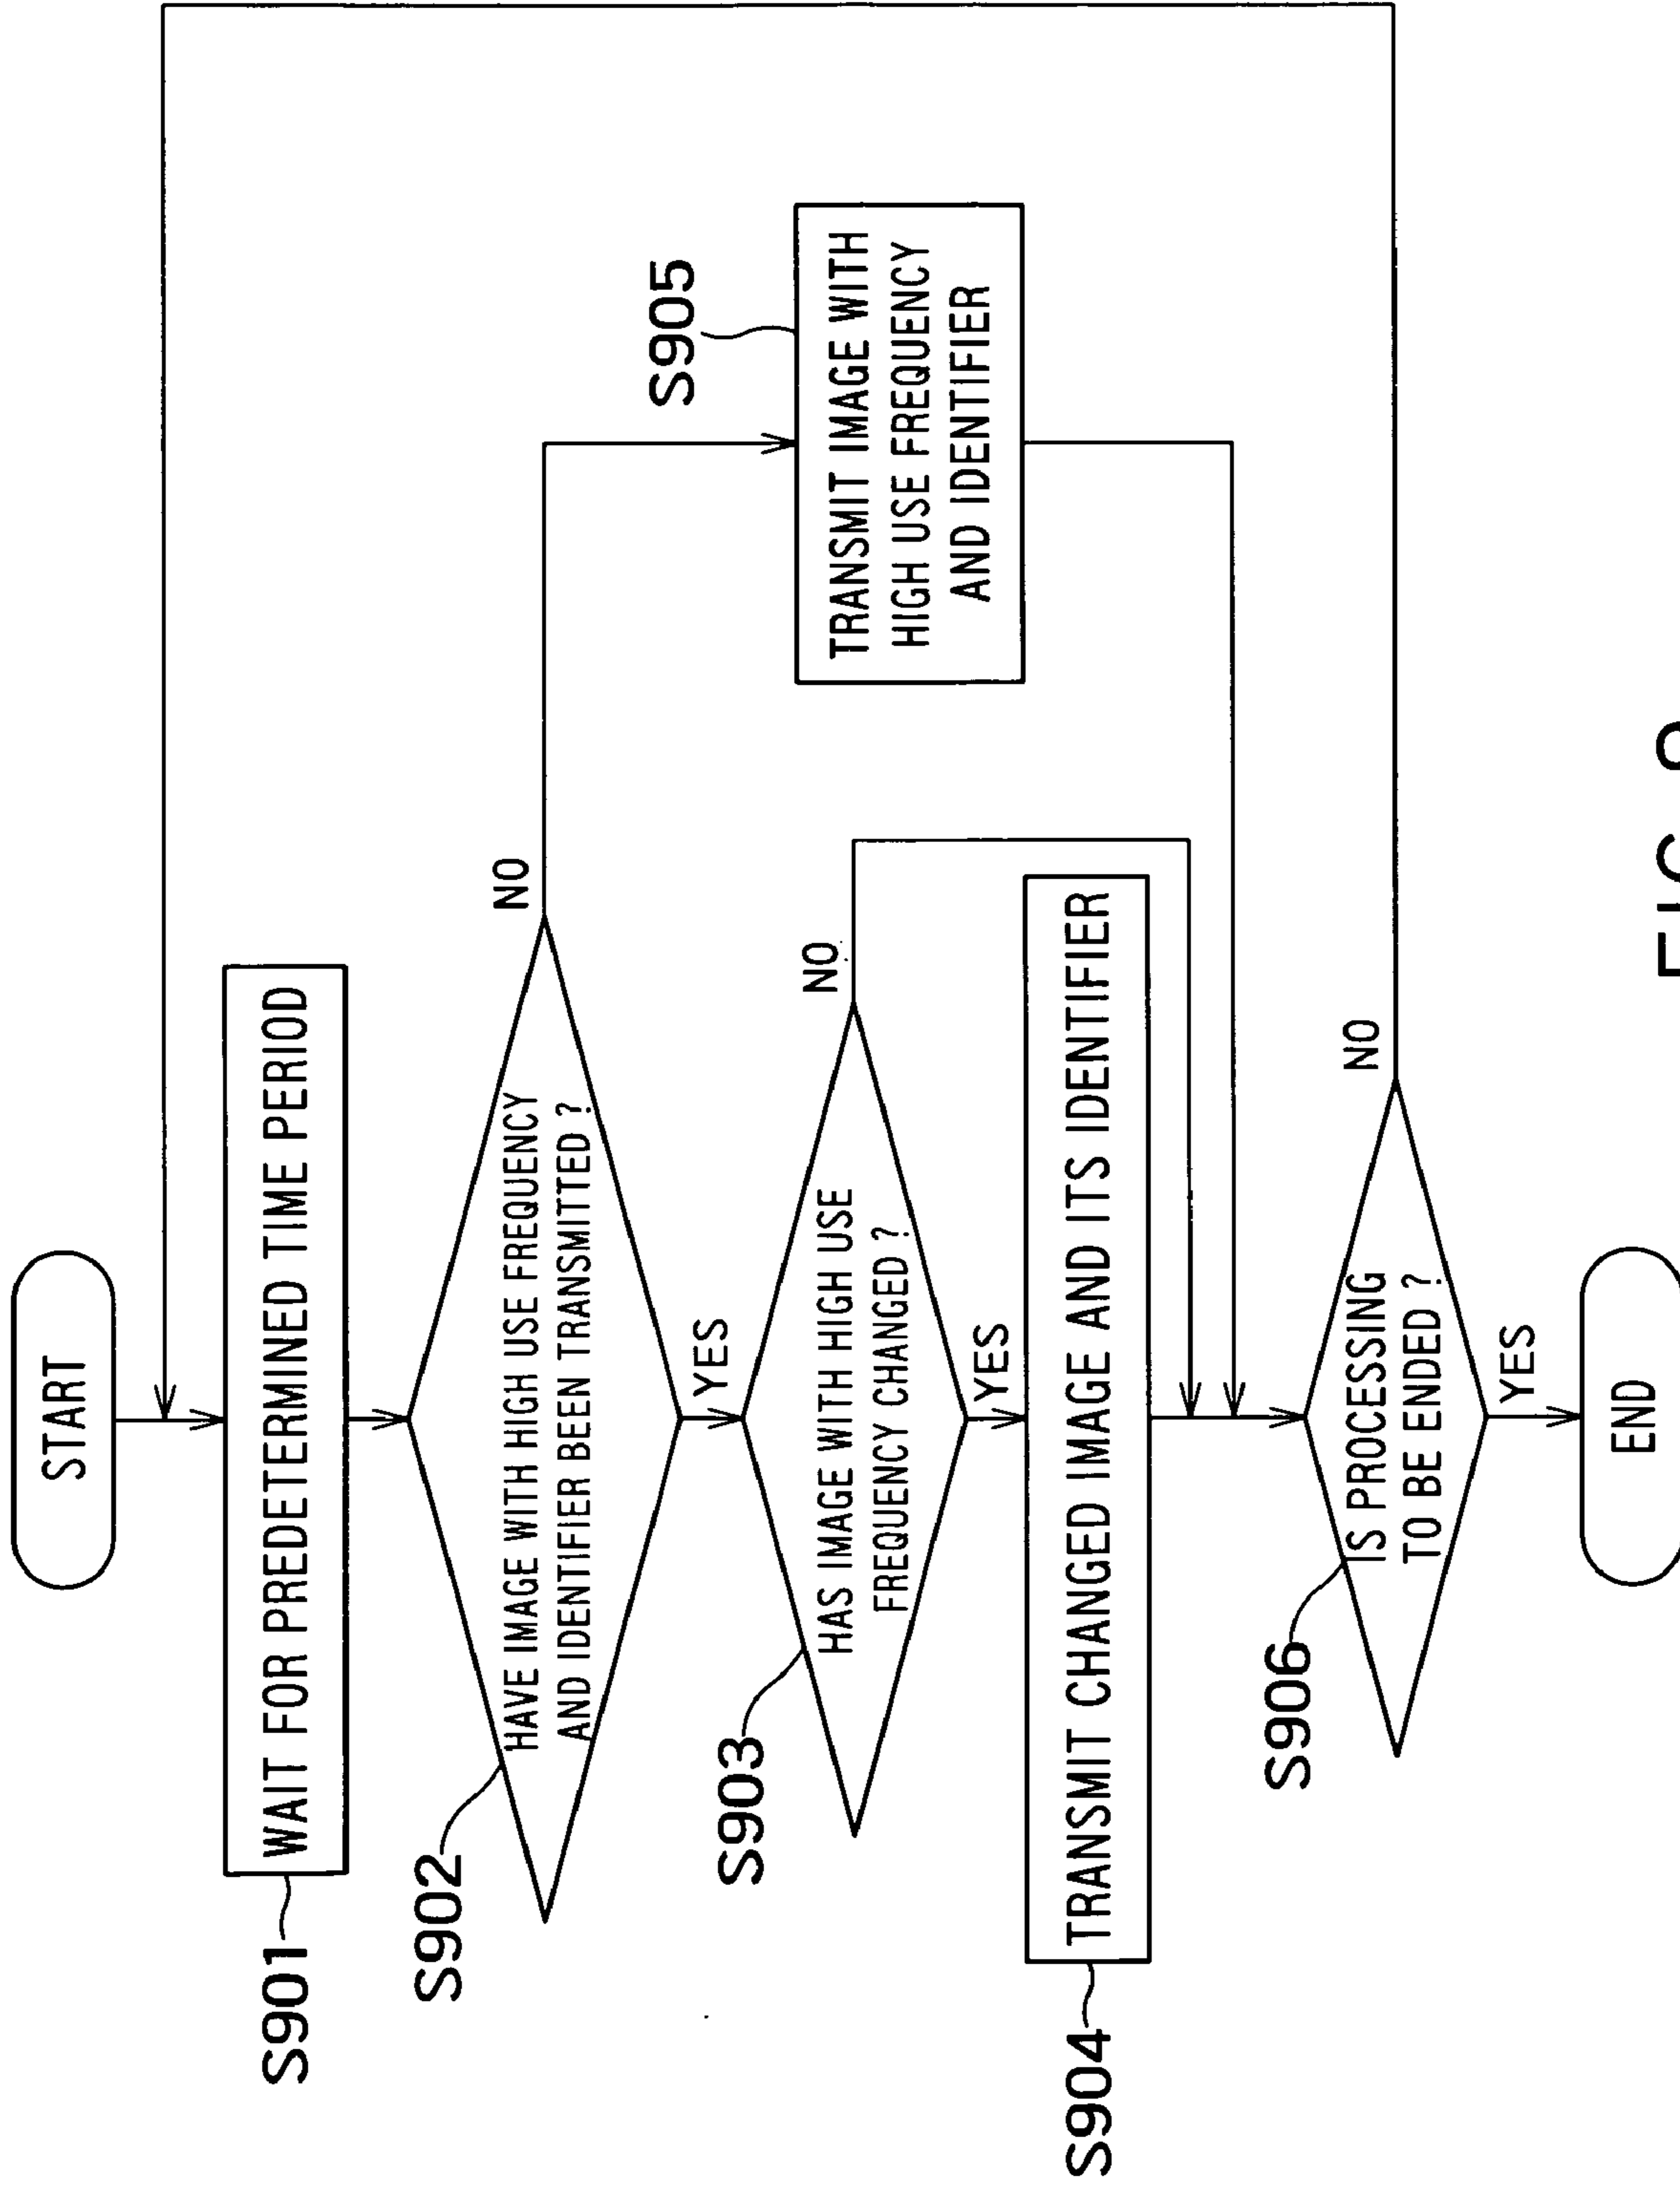 START
S901
WAIT FOR PREDETERMINED TIME PERIOD
S902
HAVE IMAGE WITH HIGH USE FREQUENCY
AND IDENTIFIER BEEN TRANSMITTED ?
NO
YES
S905
TRANSMIT IMAGE WITH
HIGH USE FREQUENCY
AND IDENTIFIER
S903
HAS IMAGE WITH HIGH USE
FREQUENCY CHANGED ?
NO
YES
S904
TRANSMIT CHANGED IMAGE AND ITS IDENTIFIER
S906
IS PROCESSING
TO BE ENDED ?
NO
YES
END